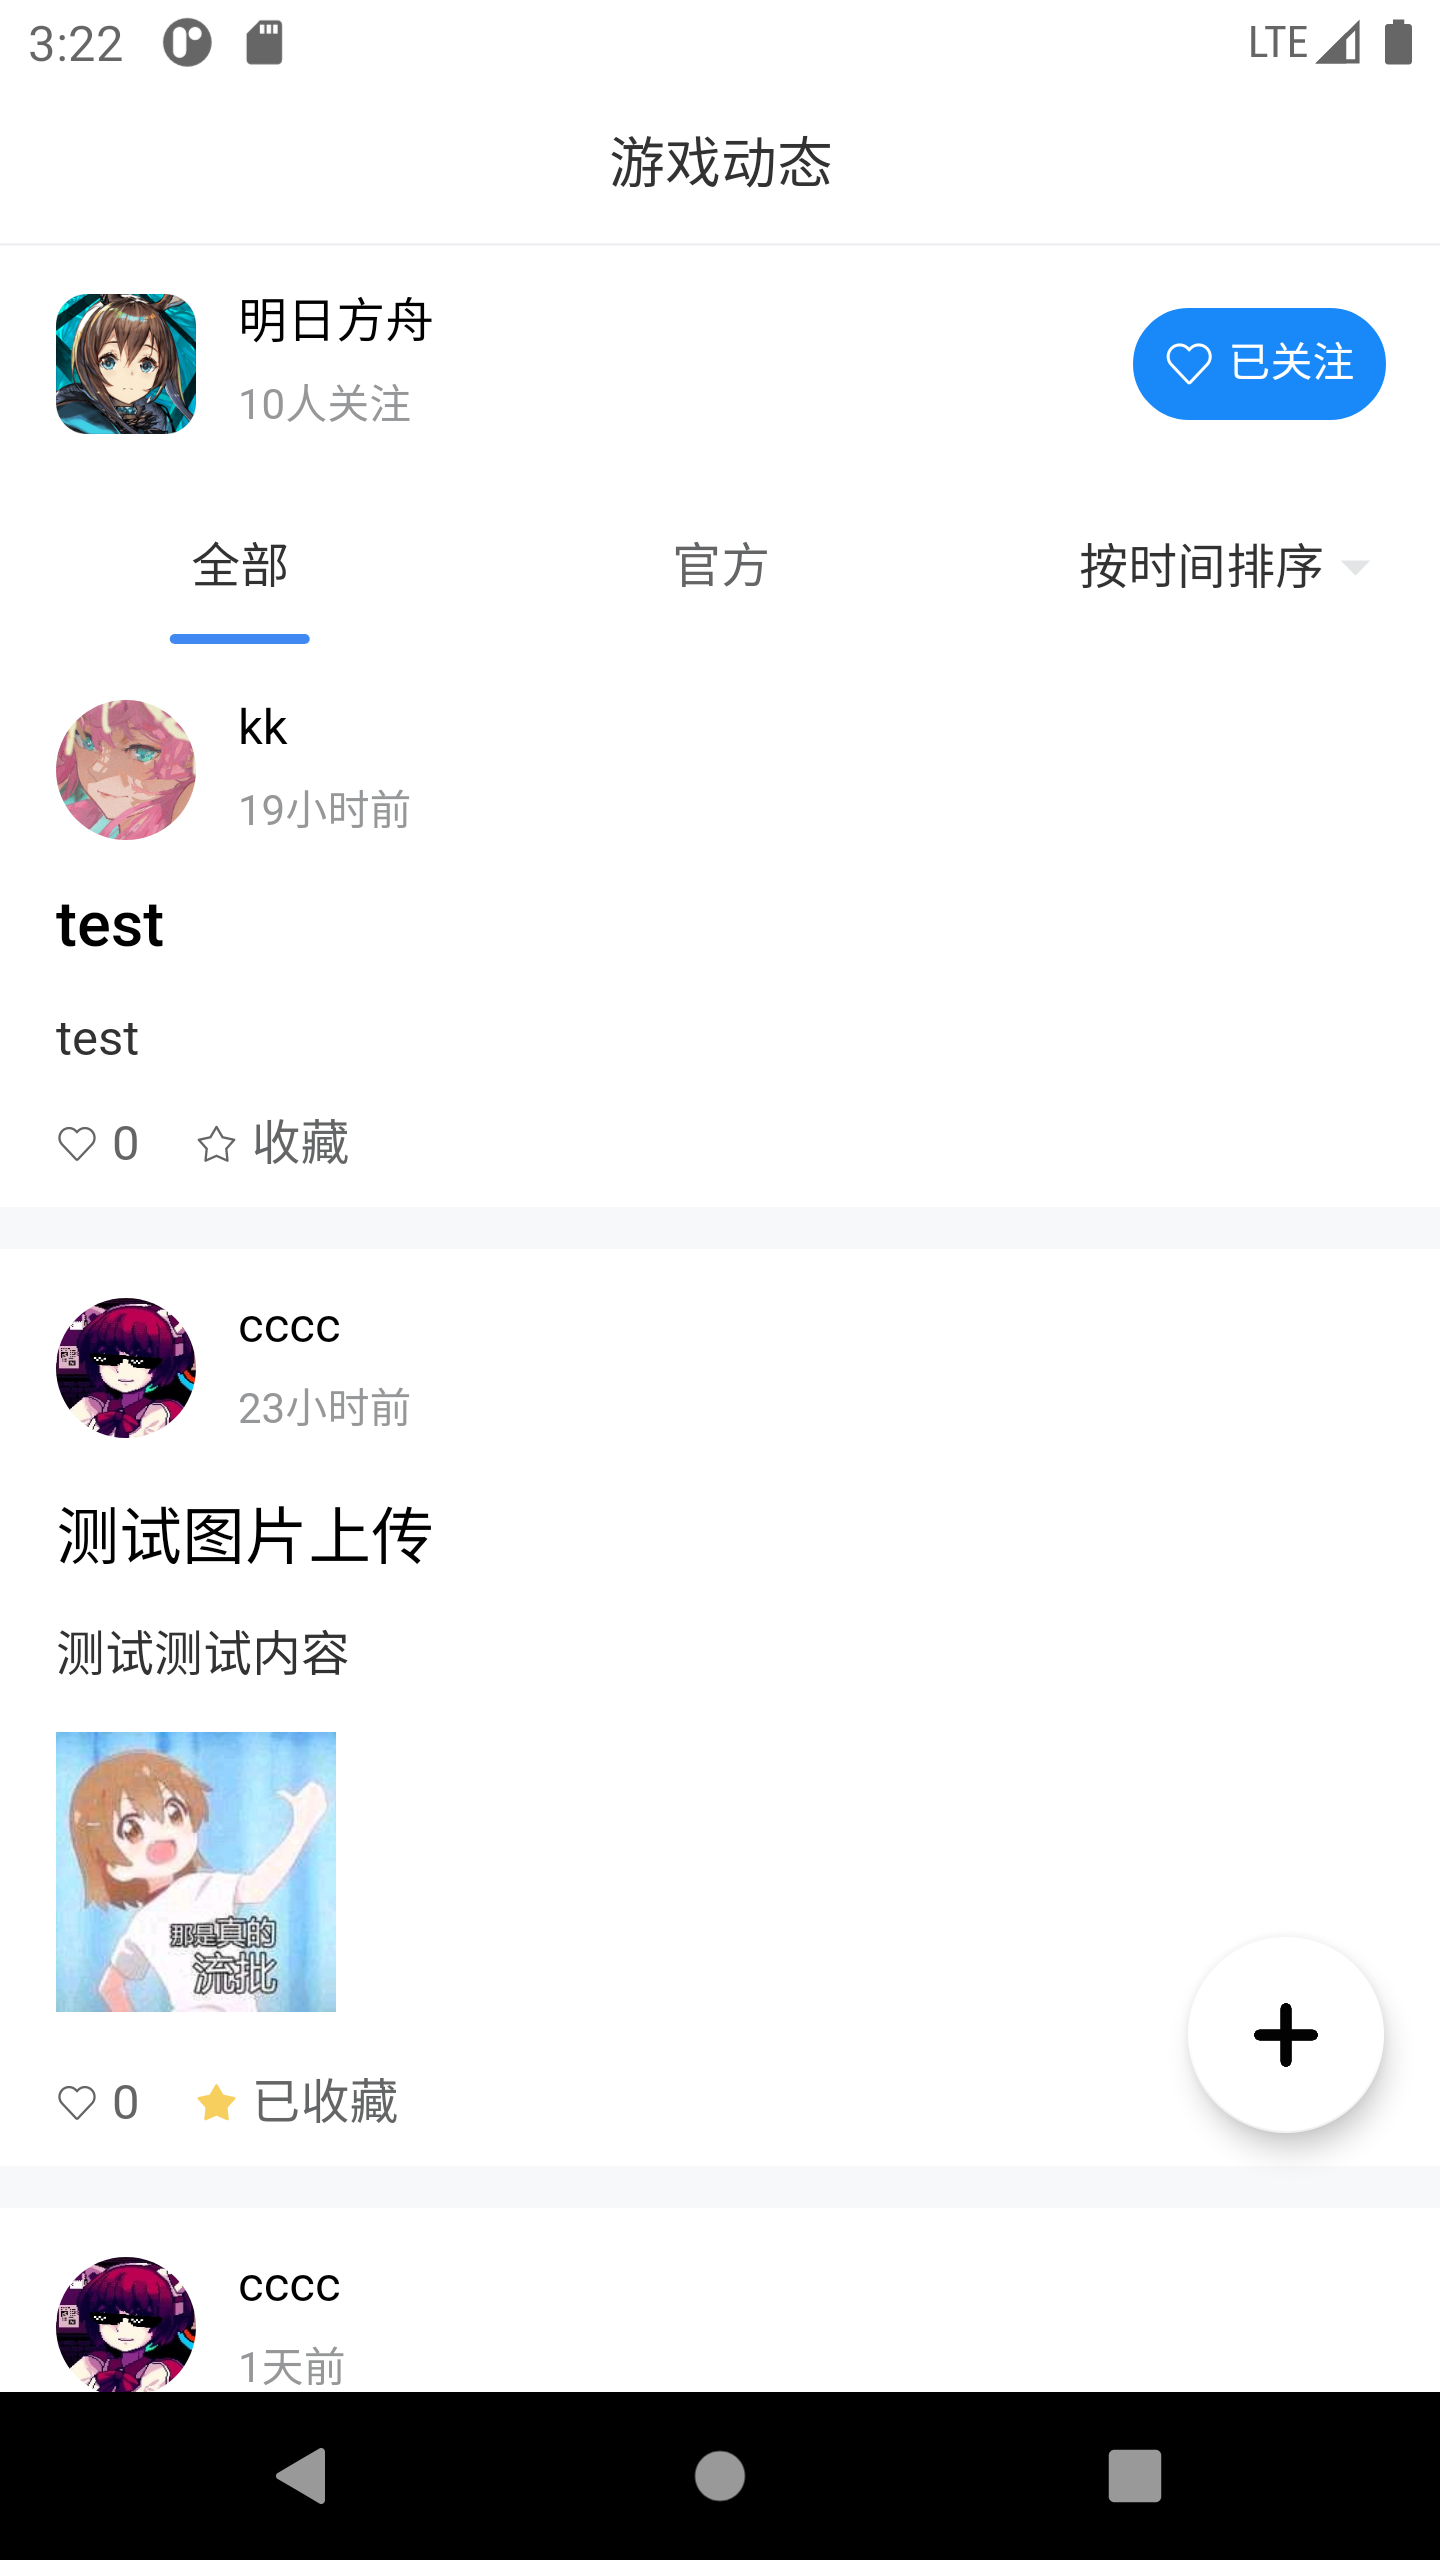 3:22
LTE
游戏动态
明日方舟
10人关注
已关注
全部
官方
按时间排序
kk
19小时前
test
test
0
收藏
cccc
23小时前
测试图片上传
测试测试内容
那是真的
流批
0
已收藏
cccc
1天前